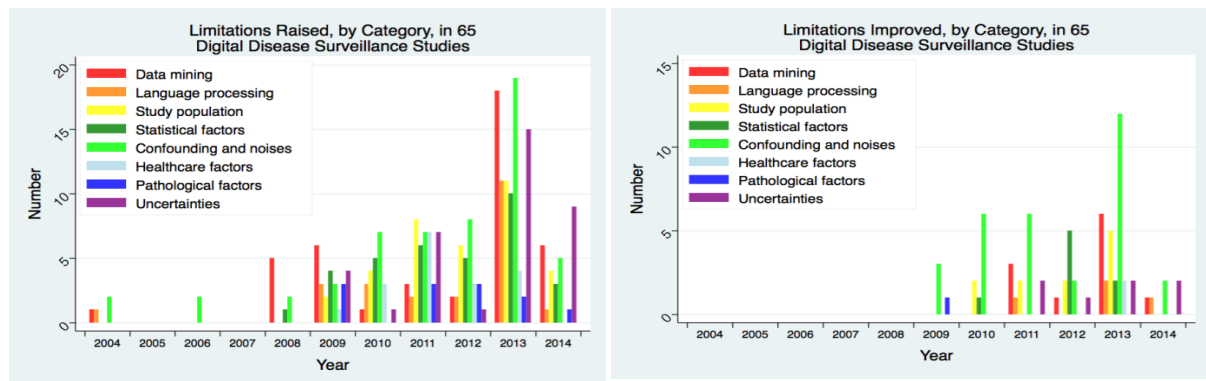 Limitations Raised, by Category, in 65
Digital Disease Surveillance Studies
20
15
10
5
0
Number
Data mining
Language processing
Study population
Statistical factors
Confounding and noises
Healthcare factors
Pathological factors
Uncertainties
2004 2005 2006 2007 2008 2009 2010 2011 2012 2013 2014
Year
Limitations Improved, by Category, in 65
Digital Disease Surveillance Studies
15
10
5
0
Number
Data mining
Language processing
Study population
Statistical factors
Confounding and noises
Healthcare factors
Pathological factors
Uncertainties
2004 2005 2006 2007 2008 2009 2010 2011 2012 2013 2014
Year